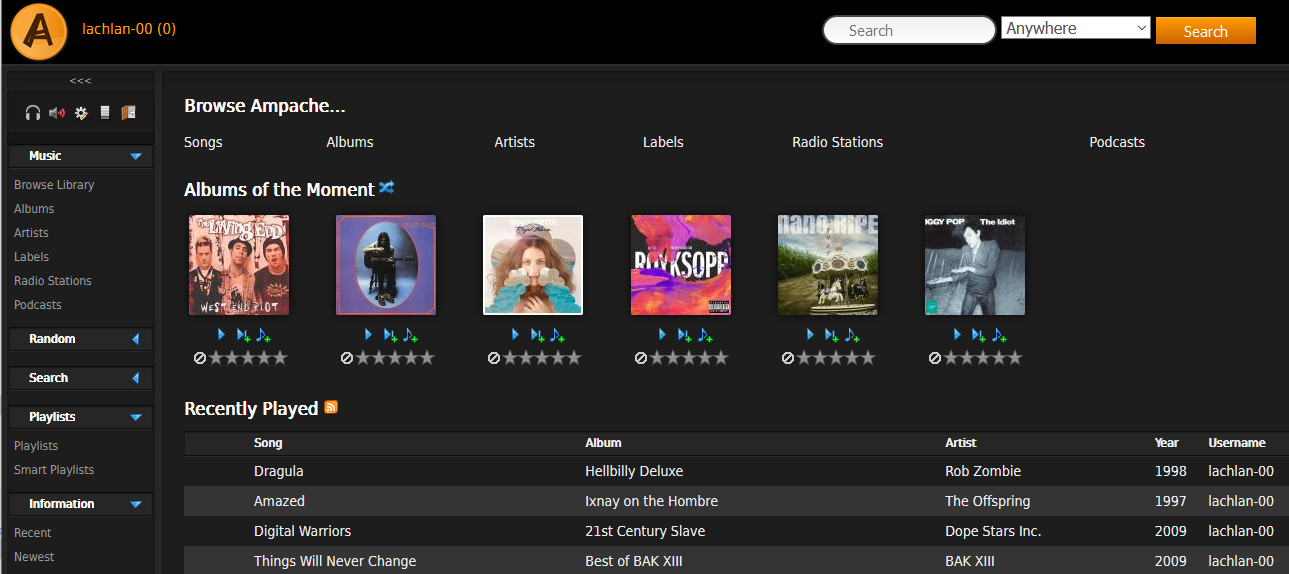 lachlan-00 (0)
Search Anywhere Search
<<<
Music
Browse Library
Albums
Artists
Labels
Radio Stations
Podcasts
Random
Search
Playlists
Playlists
Smart Playlists
Information
Recent
Newest
Browse Ampache...
Songs Albums Artists Labels Radio Stations Podcasts
Albums of the Moment
The Living End
WEST END RIOT
RÖYKSOPP
nano.RIPE
IGGY POP The Idiot
Recently Played
Song Album Artist Year Username
Dragula Hellbilly Deluxe Rob Zombie 1998 lachlan-00
Amazed Ixnay on the Hombre The Offspring 1997 lachlan-00
Digital Warriors 21st Century Slave Dope Stars Inc. 2009 lachlan-00
Things Will Never Change Best of BAK XIII BAK XIII 2009 lachlan-00